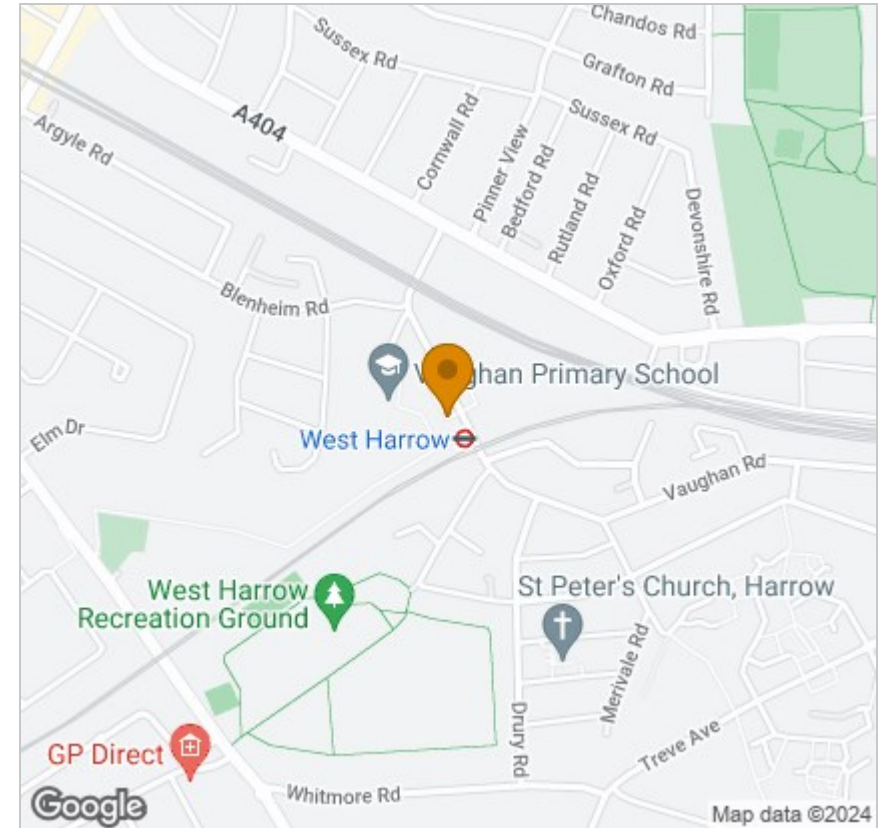 Chandos Rd
Sussex Rd
Grafton Rd
A404
Sussex Rd
Argyle Rd
Cornwall Rd
Pinner View
Bedford Rd
Rutland Rd
Oxford Rd
Devonshire Rd
Blenheim Rd
Vaughan Primary School
Elm Dr
West Harrow
Vaughan Rd
West Harrow
Recreation Ground
St Peter's Church, Harrow
Merivale Rd
Drury Rd
Treve Ave
GP Direct
Whitmore Rd
Google
Map data ©2024